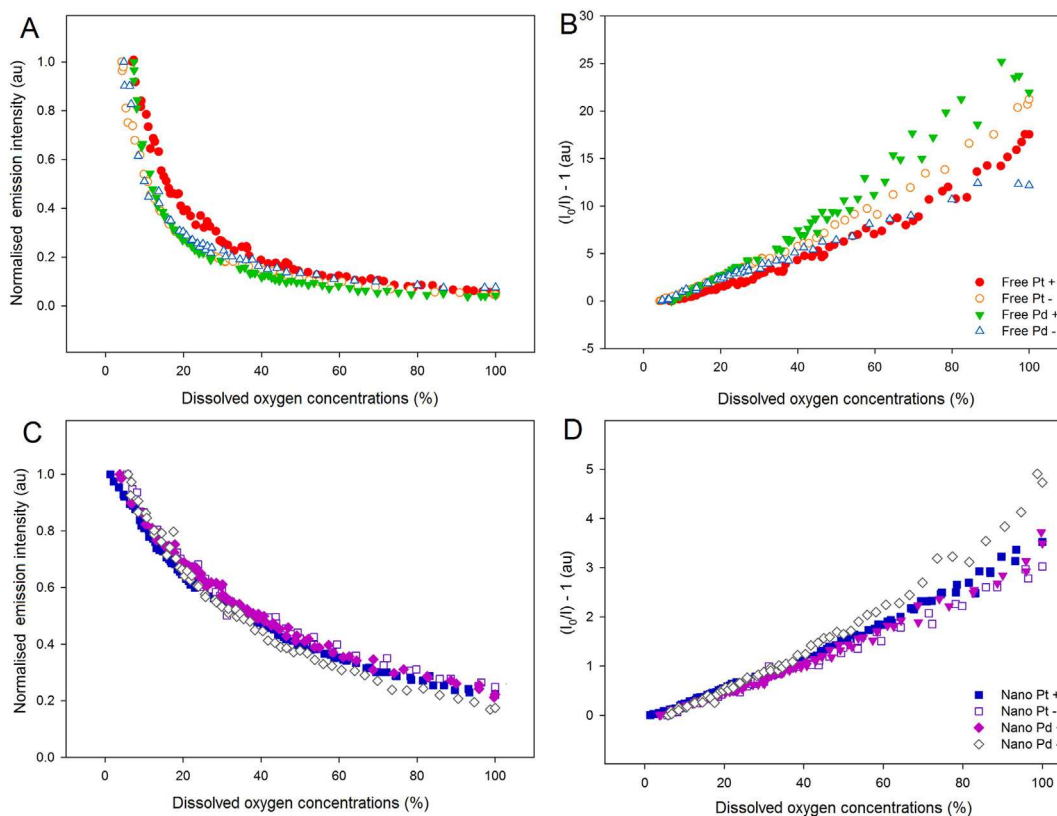 A
Normalised emission intensity (au)
1.0
0.8
0.6
0.4
0.2
0.0
0 20 40 60 80 100
Dissolved oxygen concentrations (%)
B
(I₀/I) - 1 (au)
30
25
20
15
10
5
0
-5
0 20 40 60 80 100
Dissolved oxygen concentrations (%)
Free Pt +
Free Pt -
Free Pd +
Free Pd -
C
Normalised emission intensity (au)
1.0
0.8
0.6
0.4
0.2
0.0
0 20 40 60 80 100
Dissolved oxygen concentrations (%)
D
(I₀/I) - 1 (au)
5
4
3
2
1
0
0 20 40 60 80 100
Dissolved oxygen concentrations (%)
Nano Pt +
Nano Pt -
Nano Pd
Nano Pd